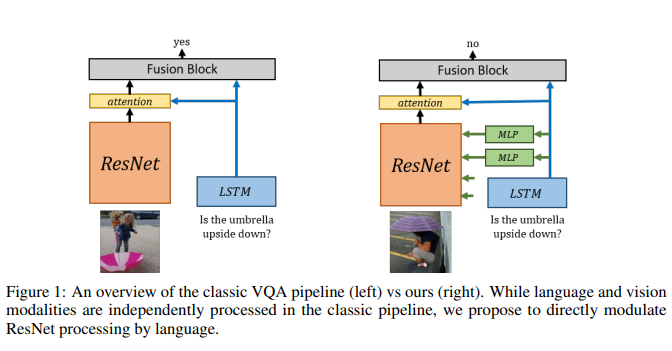 yes
Fusion Block
attention
ResNet
LSTM
Is the umbrella
upside down?
no
Fusion Block
attention
MLP
MLP
ResNet
LSTM
Is the umbrella
upside down?
Figure 1: An overview of the classic VQA pipeline (left) vs ours (right). While language and vision
modalities are independently processed in the classic pipeline, we propose to directly modulate
ResNet processing by language.